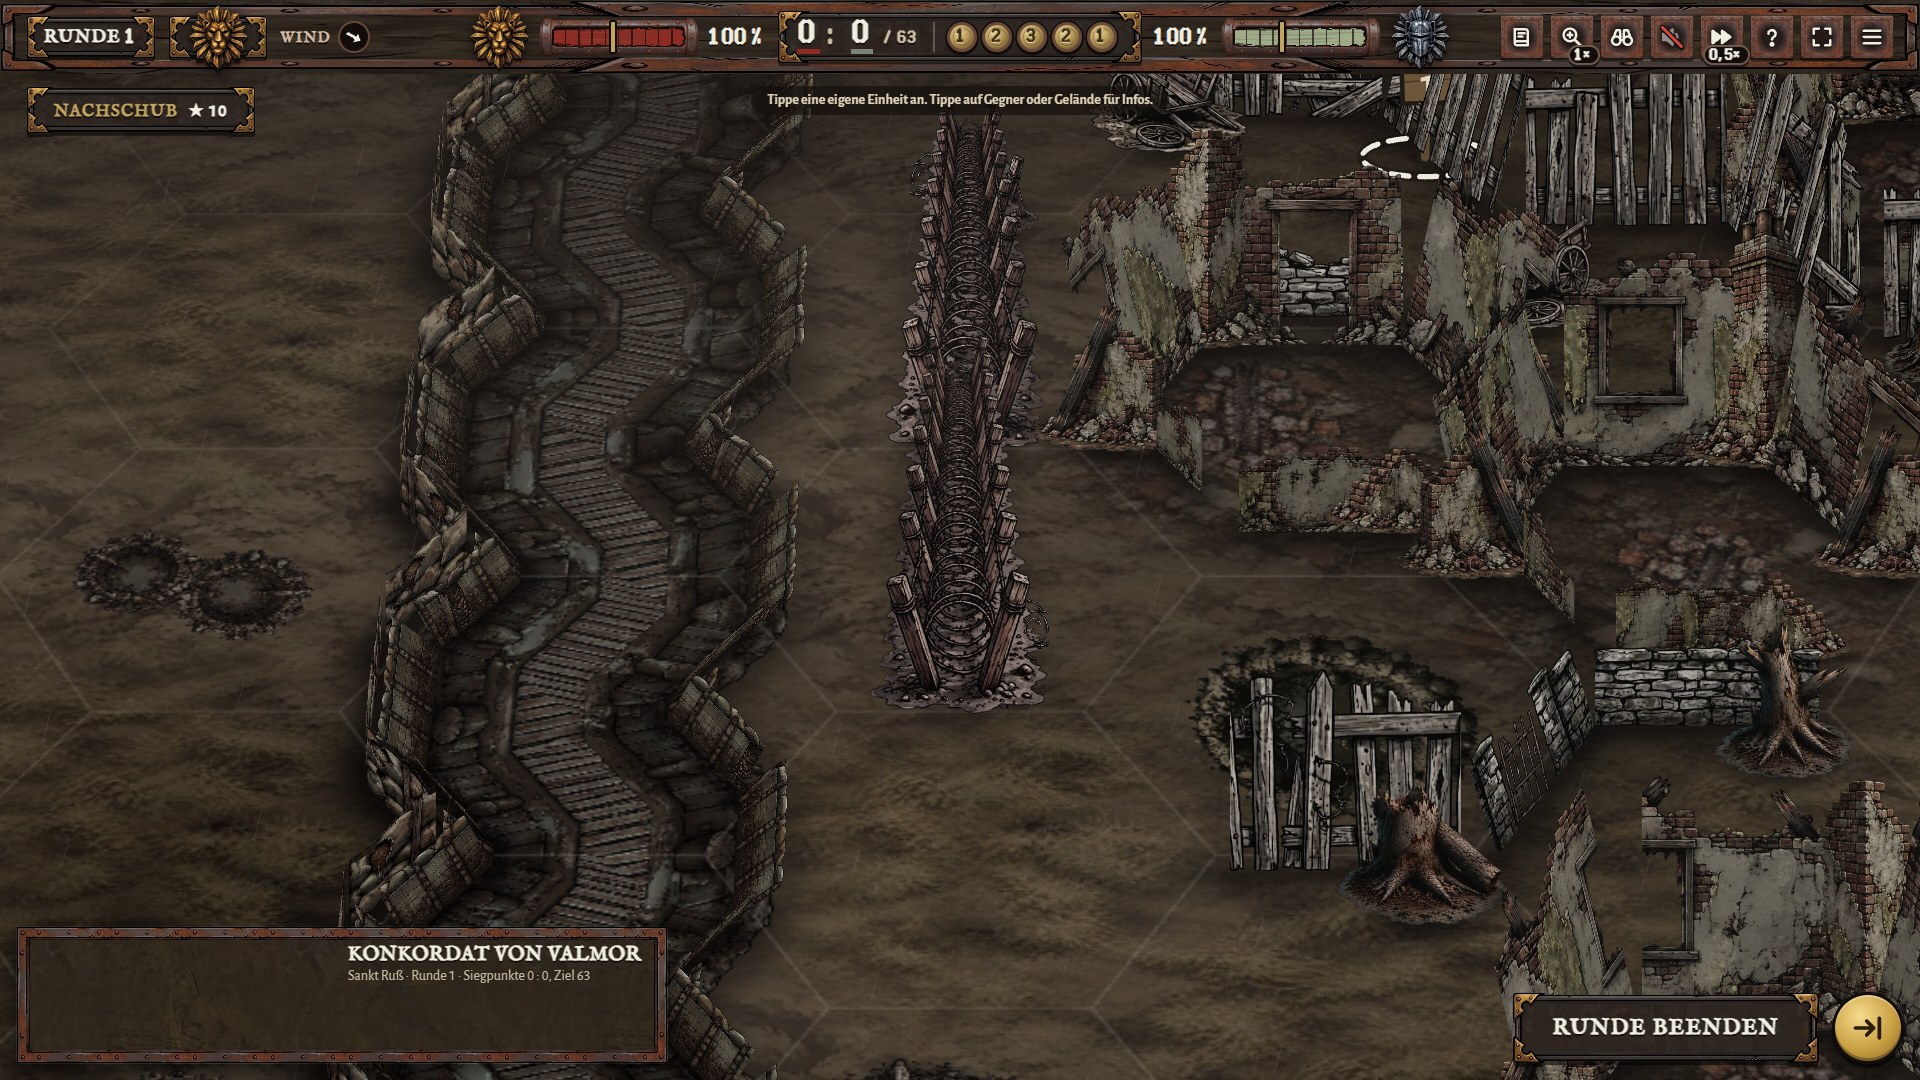 RUNDE 1
WIND
100 %
0 : 0 / 63
1 2 3 2 1
100 %
1×
0,5×
?
NACHSCHUB ★ 10
Tippe eine eigene Einheit an. Tippe auf Gegner oder Gelände für Infos.
KONKORDAT VON VALMOR
Sankt Ruß · Runde 1 · Siegpunkte 0 : 0, Ziel 63
RUNDE BEENDEN